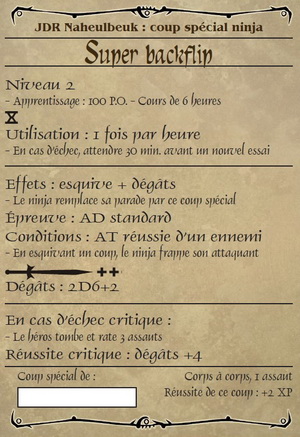 JDR Naheulbeuk : coup spécial ninja
Super backflip
Niveau 2
- Apprentissage : 100 P.O. - Cours de 6 heures
Utilisation : 1 fois par heure
- En cas d'échec, attendre 30 min. avant un nouvel essai
Effets : esquive + dégâts
- Le ninja remplace sa parade par ce coup spécial
Épreuve : AD standard
Conditions : AT réussie d'un ennemi
- En esquivant un coup, le ninja frappe son attaquant
++
Dégâts : 2D6+2
En cas d'échec critique :
- Le héros tombe et rate 3 assauts
Réussite critique : dégâts +4
Coup spécial de :
Corps à corps, 1 assaut
Réussite de ce coup : +2 XP